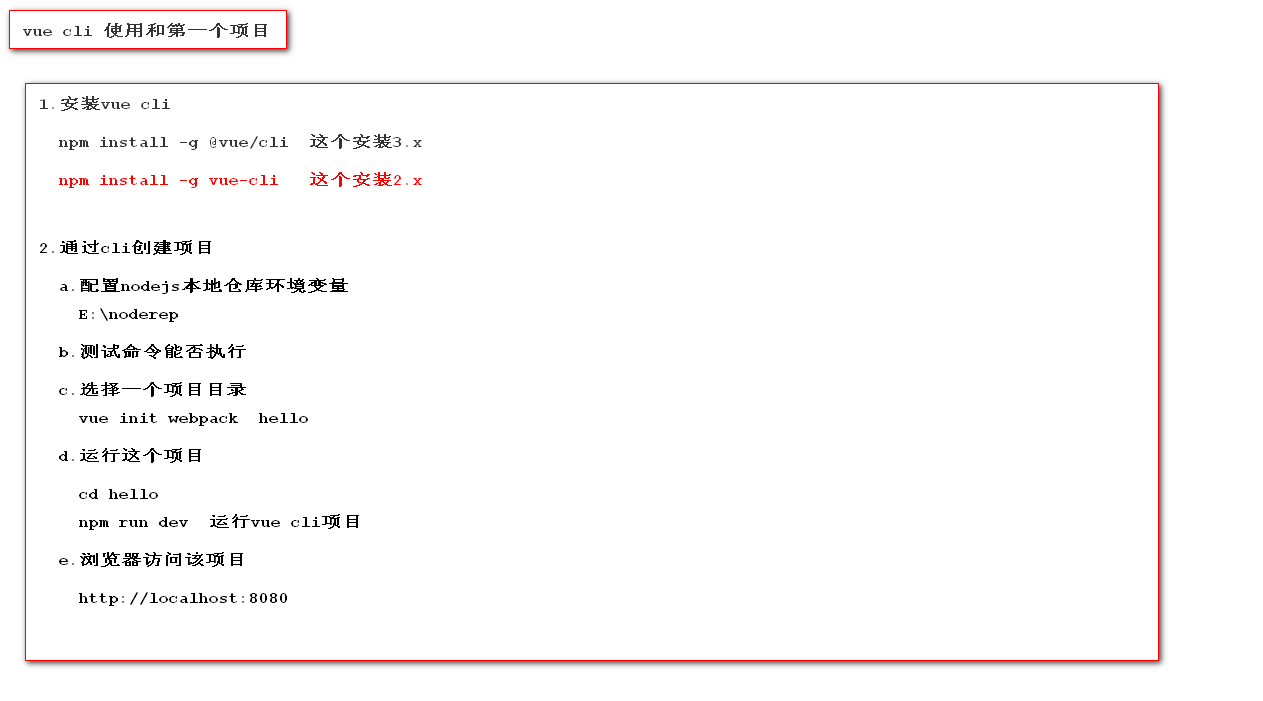 vue cli 使用和第一个项目
1.安装vue cli
npm install -g @vue/cli 这个安装3.x
npm install -g vue-cli 这个安装2.x
2.通过cli创建项目
a.配置nodejs本地仓库环境变量
E:\noderep
b.测试命令能否执行
c.选择一个项目目录
vue init webpack hello
d.运行这个项目
cd hello
npm run dev 运行vue cli项目
e.浏览器访问该项目
http://localhost:8080